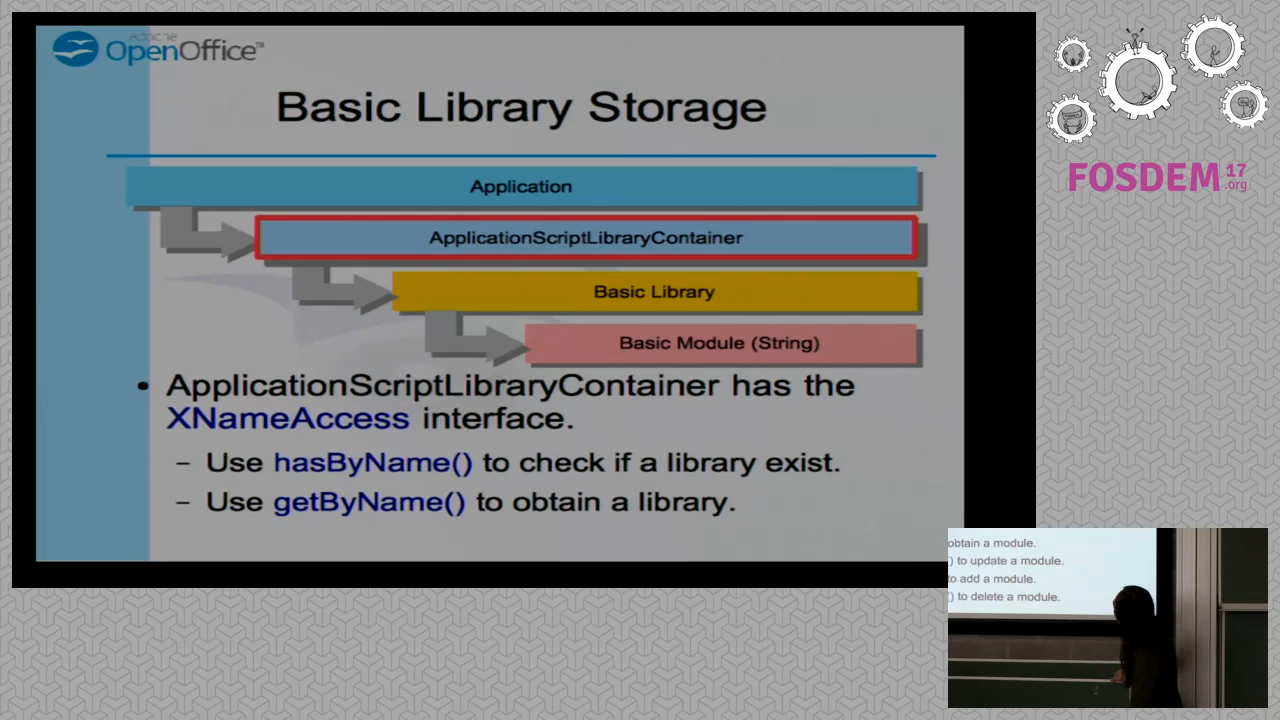 Apache
OpenOffice™
Basic Library Storage
Application
ApplicationScriptLibraryContainer
Basic Library
Basic Module (String)
• ApplicationScriptLibraryContainer has the
XNameAccess interface.
– Use hasByName() to check if a library exist.
– Use getByName() to obtain a library.
FOSDEM 17
.org
obtain a module.
) to update a module.
to add a module.
() to delete a module.